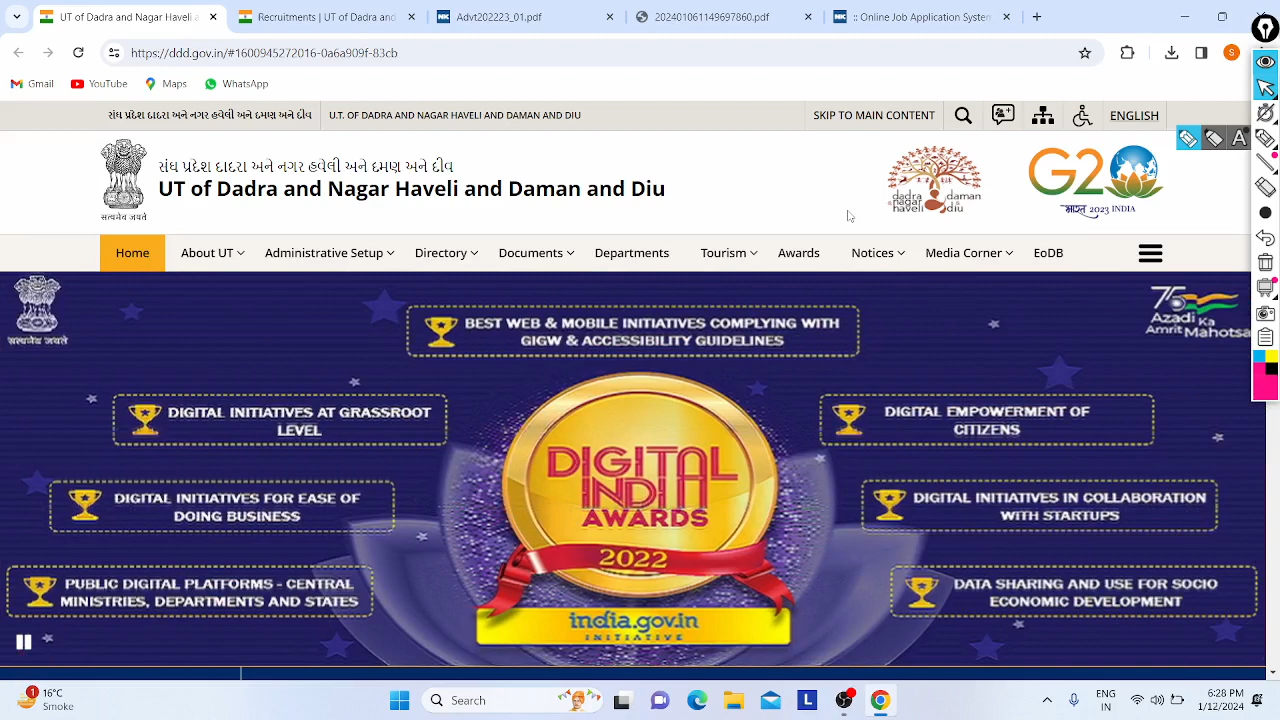 UT of Dadra and Nagar Haveli a
Recruitments | UT of Dadra and
Advt022023_01.pdf
:: Online Job Application System
https://ddd.gov.in/#1600945272016-0a6a909f-83cb
S
Gmail
YouTube
Maps
WhatsApp
સંઘ પ્રદેશ દાદરા અને નગર હવેલી અને દમણ અને દીવ
U.T. OF DADRA AND NAGAR HAVELI AND DAMAN AND DIU
SKIP TO MAIN CONTENT
ENGLISH
A
સંઘ પ્રદેશ દાદરા અને નગર હવેલી અને દમણ અને દીવ
UT of Dadra and Nagar Haveli and Daman and Diu
सत्यमेव जयते
dadra nagar haveli
daman diu
G20
भारत 2023 INDIA
Home
About UT
Administrative Setup
Directory
Documents
Departments
Tourism
Awards
Notices
Media Corner
EoDB
सत्यमेव जयते
BEST WEB & MOBILE INITIATIVES COMPLYING WITH
GIGW & ACCESSIBILITY GUIDELINES
75
Azadi Ka
Amrit Mahotsa
DIGITAL INITIATIVES AT GRASSROOT
LEVEL
DIGITAL EMPOWERMENT OF
CITIZENS
DIGITAL
INDIA
AWARDS
2022
DIGITAL INITIATIVES FOR EASE OF
DOING BUSINESS
DIGITAL INITIATIVES IN COLLABORATION
WITH STARTUPS
PUBLIC DIGITAL PLATFORMS - CENTRAL
MINISTRIES, DEPARTMENTS AND STATES
DATA SHARING AND USE FOR SOCIO
ECONOMIC DEVELOPMENT
india.gov.in
INITIATIVE
1
16°C
Smoke
Search
L
ENG
IN
6:28 PM
1/12/2024